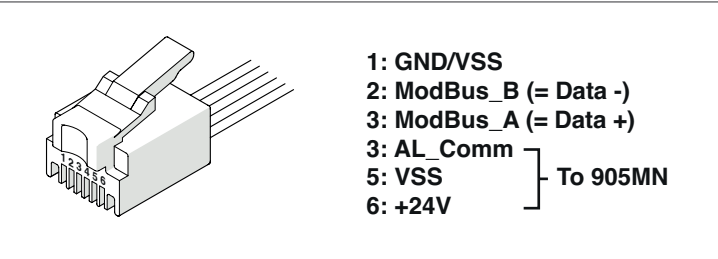 1 2 3 4 5 6
1: GND/VSS
2: ModBus_B (= Data -)
3: ModBus_A (= Data +)
3: AL_Comm
5: VSS To 905MN
6: +24V